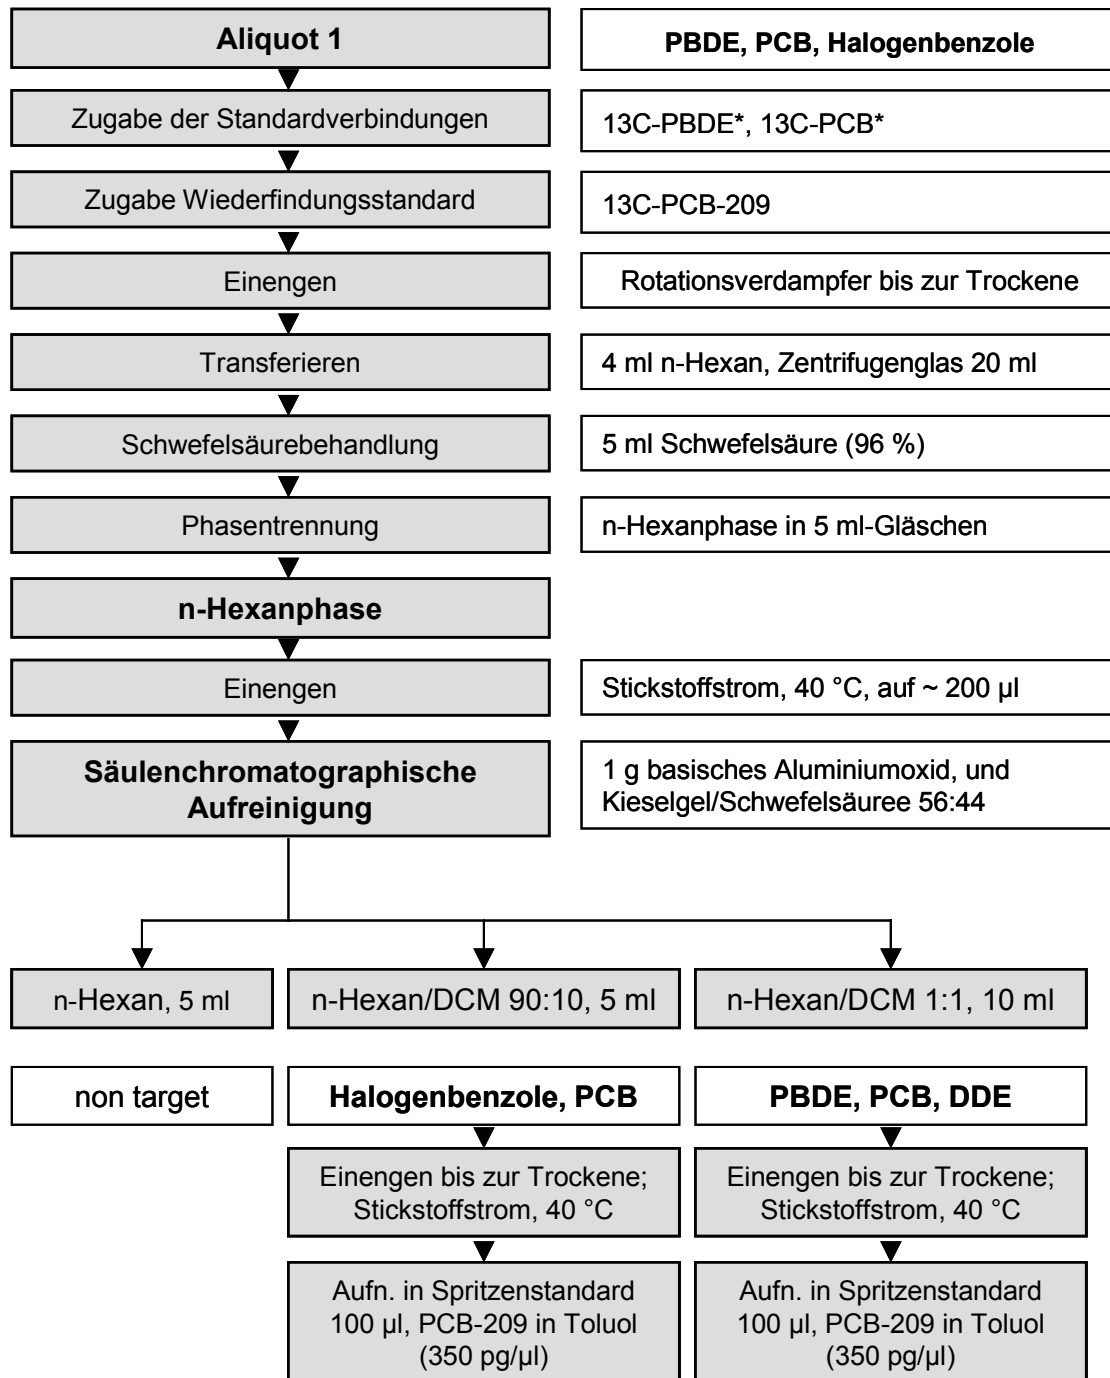 Aliquot 1
PBDE, PCB, Halogenbenzole
Zugabe der Standardverbindungen
13C-PBDE*, 13C-PCB*
Zugabe Wiederfindungsstandard
13C-PCB-209
Einengen
Rotationsverdampfer bis zur Trockene
Transferieren
4 ml n-Hexan, Zentrifugenglas 20 ml
Schwefelsäurebehandlung
5 ml Schwefelsäure (96 %)
Phasentrennung
n-Hexanphase in 5 ml-Gläschen
n-Hexanphase
Einengen
Stickstoffstrom, 40 °C, auf ~ 200 µl
Säulenchromatographische
Aufreinigung
1 g basisches Aluminiumoxid, und
Kieselgel/Schwefelsäuree 56:44
n-Hexan, 5 ml
n-Hexan/DCM 90:10, 5 ml
n-Hexan/DCM 1:1, 10 ml
non target
Halogenbenzole, PCB
PBDE, PCB, DDE
Einengen bis zur Trockene;
Stickstoffstrom, 40 °C
Einengen bis zur Trockene;
Stickstoffstrom, 40 °C
Aufn. in Spritzenstandard
100 µl, PCB-209 in Toluol
(350 pg/µl)
Aufn. in Spritzenstandard
100 µl, PCB-209 in Toluol
(350 pg/µl)